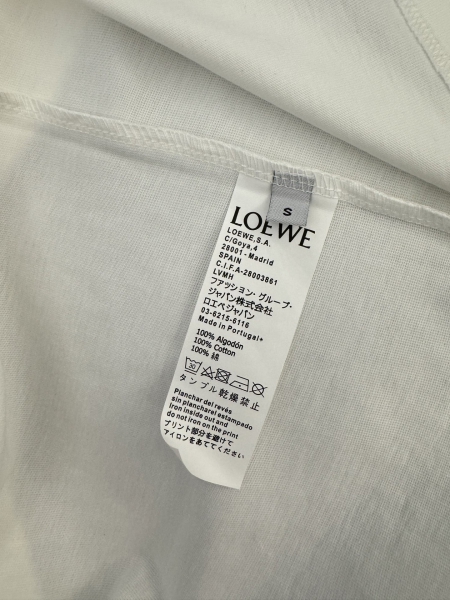 S
LOEWE
LOEWE,S.A.
C/Goya,4
28001 - Madrid
SPAIN
C.I.F.A-28003861
LVMH
ファッション・グループ・
ジャパン株式会社
ロエベジャパン
03-6215-6116
Made in Portugal+
100% Algodón
100% Cotton
100% 綿
30
タンブル乾燥禁止
Planchar del revés
sin plancharel estampado
Iron inside out and
do not iron on the print
プリント部分を避けて
アイロンをあててください